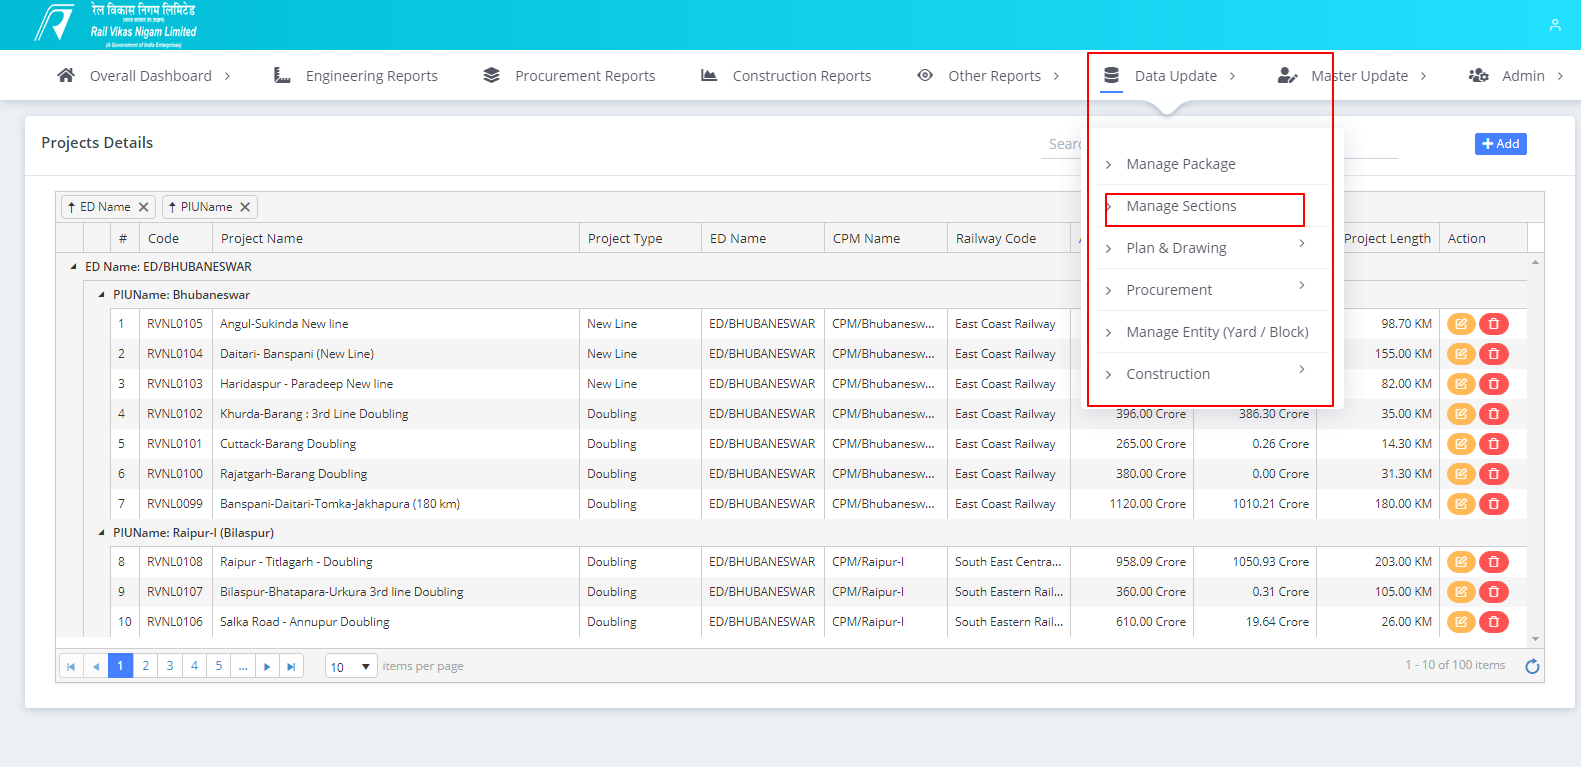 रेल विकास निगम लिमिटेड
(भारत सरकार का उद्यम)
Rail Vikas Nigam Limited
(A Government of India Enterprises)
Overall Dashboard
Engineering Reports
Procurement Reports
Construction Reports
Other Reports
Data Update
Master Update
Admin
Projects Details
Add
Manage Package
Manage Sections
Plan & Drawing
Procurement
Manage Entity (Yard / Block)
Construction
ED Name PIUName
# Code Project Name Project Type ED Name CPM Name Railway Code Project Length Action
ED Name: ED/BHUBANESWAR
PIUName: Bhubaneswar
1 RVNL0105 Angul-Sukinda New line New Line ED/BHUBANESWAR CPM/Bhubanesw... East Coast Railway 98.70 KM
2 RVNL0104 Daitari- Banspani (New Line) New Line ED/BHUBANESWAR CPM/Bhubanesw... East Coast Railway 155.00 KM
3 RVNL0103 Haridaspur - Paradeep New line New Line ED/BHUBANESWAR CPM/Bhubanesw... East Coast Railway 82.00 KM
4 RVNL0102 Khurda-Barang : 3rd Line Doubling Doubling ED/BHUBANESWAR CPM/Bhubanesw... East Coast Railway 396.00 Crore 386.30 Crore 35.00 KM
5 RVNL0101 Cuttack-Barang Doubling Doubling ED/BHUBANESWAR CPM/Bhubanesw... East Coast Railway 265.00 Crore 0.26 Crore 14.30 KM
6 RVNL0100 Rajatgarh-Barang Doubling Doubling ED/BHUBANESWAR CPM/Bhubanesw... East Coast Railway 380.00 Crore 0.00 Crore 31.30 KM
7 RVNL0099 Banspani-Daitari-Tomka-Jakhapura (180 km) Doubling ED/BHUBANESWAR CPM/Bhubanesw... East Coast Railway 1120.00 Crore 1010.21 Crore 180.00 KM
PIUName: Raipur-I (Bilaspur)
8 RVNL0108 Raipur - Titlagarh - Doubling Doubling ED/BHUBANESWAR CPM/Raipur-I South East Centra... 958.09 Crore 1050.93 Crore 203.00 KM
9 RVNL0107 Bilaspur-Bhatapara-Urkura 3rd line Doubling Doubling ED/BHUBANESWAR CPM/Raipur-I South Eastern Rail... 360.00 Crore 0.31 Crore 105.00 KM
10 RVNL0106 Salka Road - Annupur Doubling Doubling ED/BHUBANESWAR CPM/Raipur-I South Eastern Rail... 610.00 Crore 19.64 Crore 26.00 KM
1 2 3 4 5 ... 10 items per page 1 - 10 of 100 items